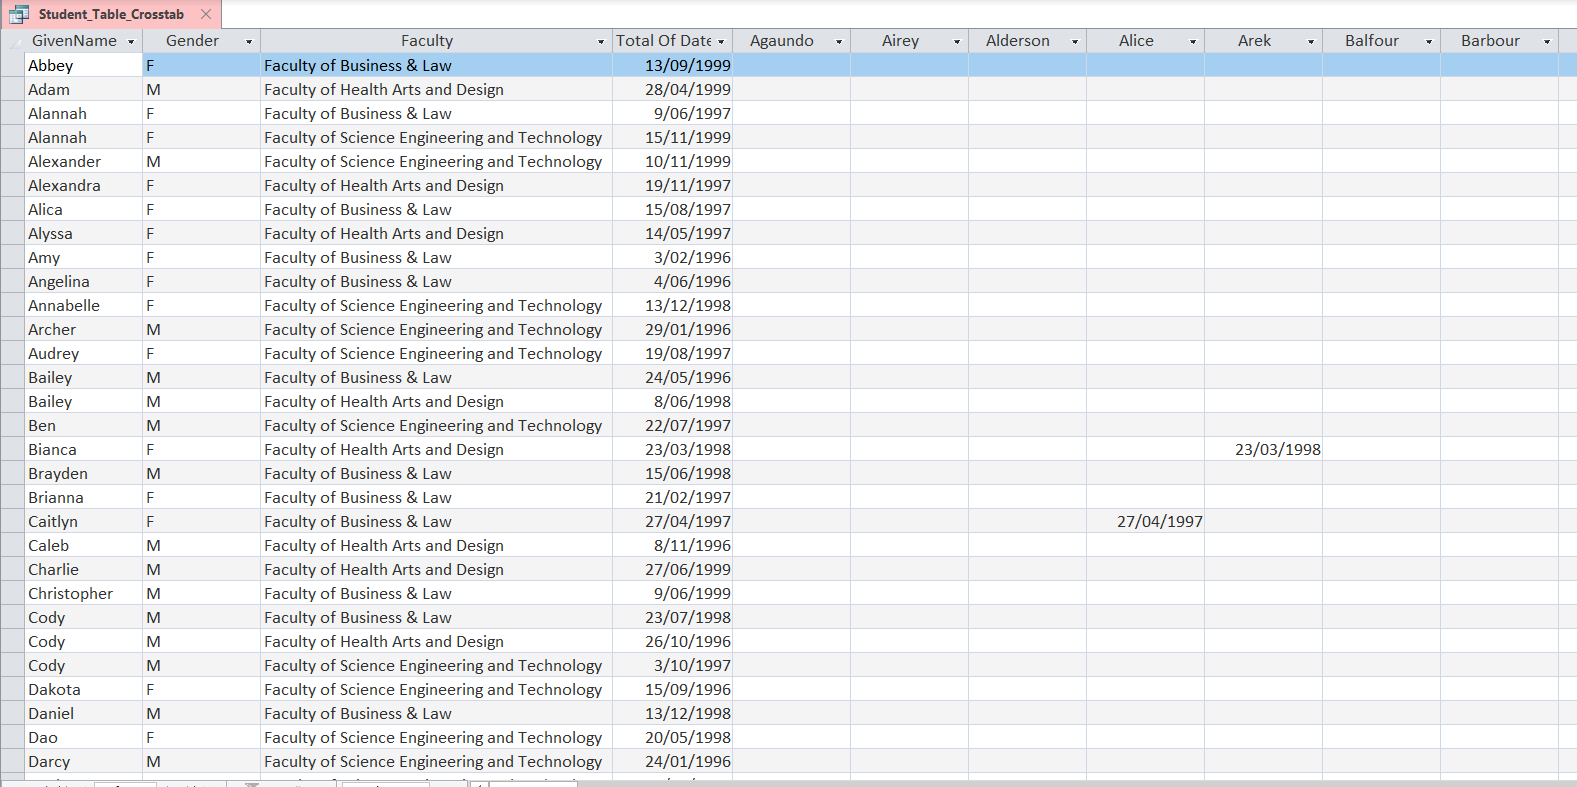 Student_Table_Crosstab
GivenName Gender Faculty Total Of Date Agaundo Airey Alderson Alice Arek Balfour Barbour
Abbey F Faculty of Business & Law 13/09/1999
Adam M Faculty of Health Arts and Design 28/04/1999
Alannah F Faculty of Business & Law 9/06/1997
Alannah F Faculty of Science Engineering and Technology 15/11/1999
Alexander M Faculty of Science Engineering and Technology 10/11/1999
Alexandra F Faculty of Health Arts and Design 19/11/1997
Alica F Faculty of Business & Law 15/08/1997
Alyssa F Faculty of Health Arts and Design 14/05/1997
Amy F Faculty of Business & Law 3/02/1996
Angelina F Faculty of Business & Law 4/06/1996
Annabelle F Faculty of Science Engineering and Technology 13/12/1998
Archer M Faculty of Science Engineering and Technology 29/01/1996
Audrey F Faculty of Science Engineering and Technology 19/08/1997
Bailey M Faculty of Business & Law 24/05/1996
Bailey M Faculty of Health Arts and Design 8/06/1998
Ben M Faculty of Science Engineering and Technology 22/07/1997
Bianca F Faculty of Health Arts and Design 23/03/1998 23/03/1998
Brayden M Faculty of Business & Law 15/06/1998
Brianna F Faculty of Business & Law 21/02/1997
Caitlyn F Faculty of Business & Law 27/04/1997 27/04/1997
Caleb M Faculty of Health Arts and Design 8/11/1996
Charlie M Faculty of Health Arts and Design 27/06/1999
Christopher M Faculty of Business & Law 9/06/1999
Cody M Faculty of Business & Law 23/07/1998
Cody M Faculty of Health Arts and Design 26/10/1996
Cody M Faculty of Science Engineering and Technology 3/10/1997
Dakota F Faculty of Science Engineering and Technology 15/09/1996
Daniel M Faculty of Business & Law 13/12/1998
Dao F Faculty of Science Engineering and Technology 20/05/1998
Darcy M Faculty of Science Engineering and Technology 24/01/1996